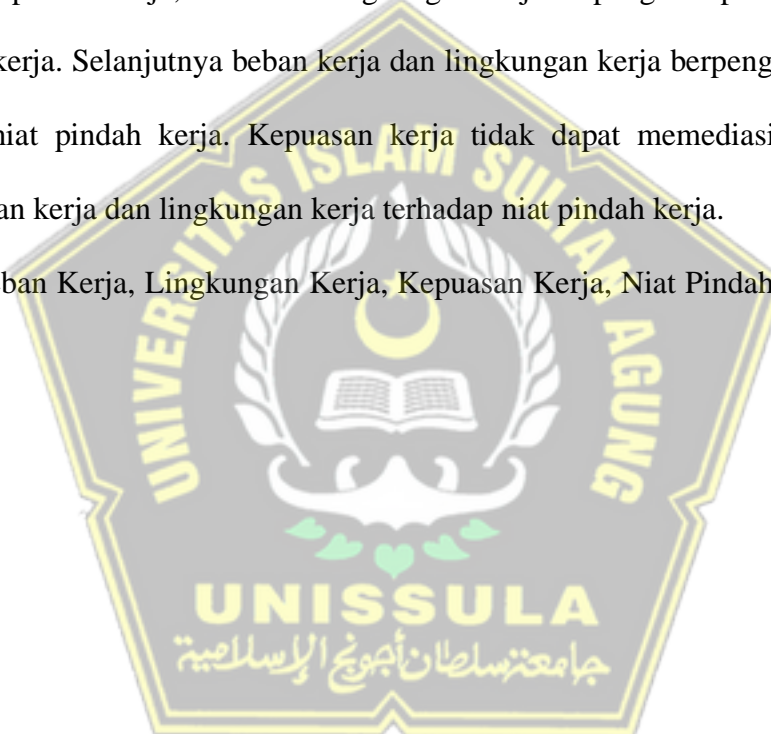 kerja. Selanjutnya beban kerja dan lingkungan kerja berpeng
niat pindah kerja. Kepuasan kerja tidak dapat memediasi
an kerja dan lingkungan kerja terhadap niat pindah kerja.
ban Kerja, Lingkungan Kerja, Kepuasan Kerja, Niat Pindah
UNIVERSITAS ISLAM SULTAN AGUNG
UNISSULA
جامعة سلطان أجونج الإسلامية